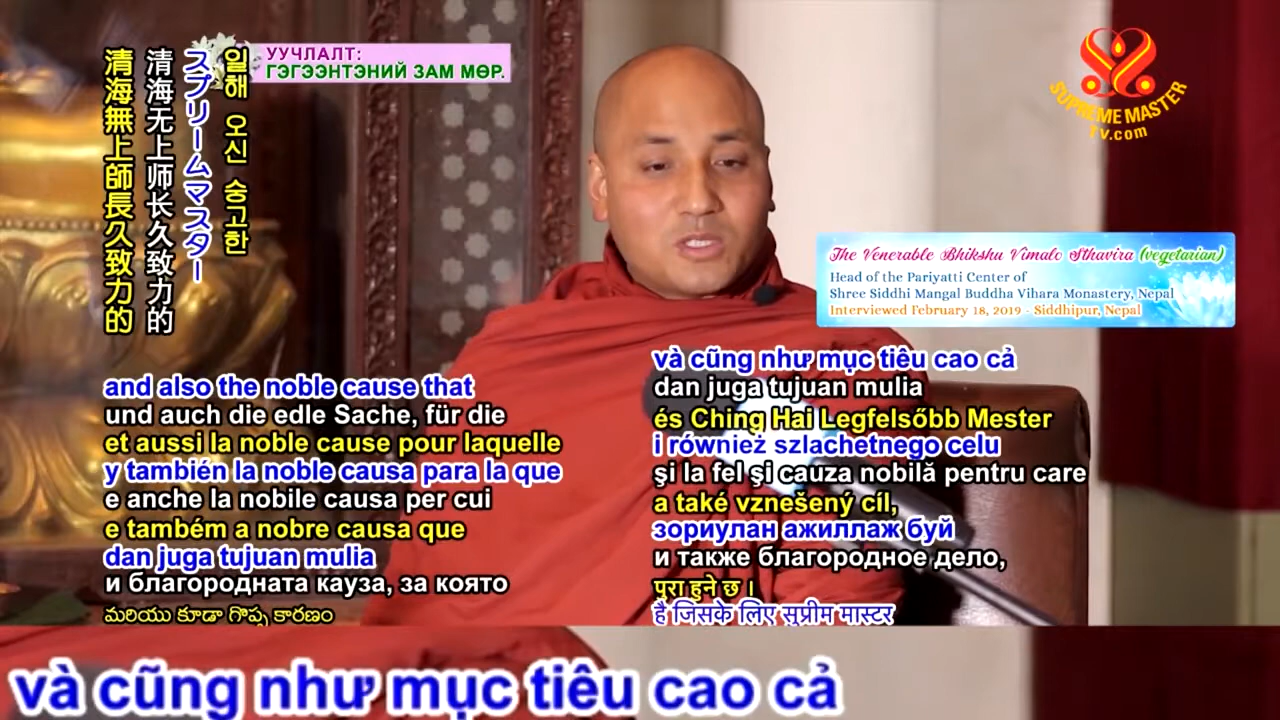 УУЧЛАЛТ:
ГЭГЭЭНТЭНИЙ ЗАМ МӨР.
SUPREME MASTER
TV.com
清海無上師長久致力的
清海无上师长久致力的
スプリームマスター
일해 오신 숭고한
The Venerable Bhikshu Vimalo Sthavira (vegetarian)
Head of the Pariyatti Center of
Shree Siddhi Mangal Buddha Vihara Monastery, Nepal
Interviewed February 18, 2019 - Siddhipur, Nepal
and also the noble cause that
und auch die edle Sache, für die
et aussi la noble cause pour laquelle
y también la noble causa para la que
e anche la nobile causa per cui
e também a nobre causa que
dan juga tujuan mulia
и благородната кауза, за която
మరియు కూడా గొప్ప కారణం
và cũng như mục tiêu cao cả
dan juga tujuan mulia
és Ching Hai Legfelsőbb Mester
i również szlachetnego celu
şi la fel şi cauza nobilă pentru care
a také vznešený cíl,
зориулан ажиллаж буй
и также благородное дело,
पुरा हुने छ ।
है जिसके लिए सुप्रीम मास्टर
và cũng như mục tiêu cao cả